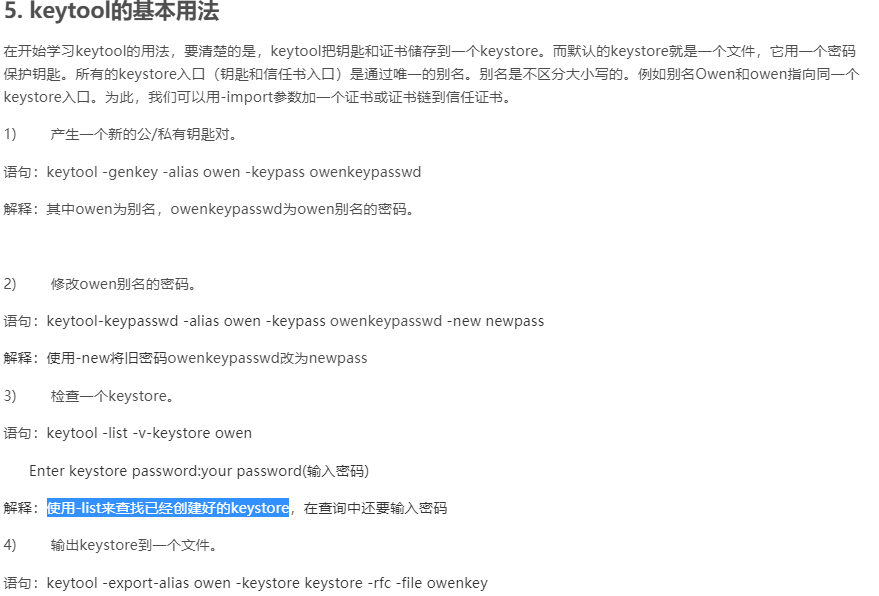 5. keytool的基本用法
在开始学习keytool的用法，要清楚的是，keytool把钥匙和证书储存到一个keystore。而默认的keystore就是一个文件，它用一个密码
保护钥匙。所有的keystore入口（钥匙和信任书入口）是通过唯一的别名。别名是不区分大小写的。例如别名Owen和owen指向同一个
keystore入口。为此，我们可以用-import参数加一个证书或证书链到信任证书。
1) 产生一个新的公/私有钥匙对。
语句：keytool -genkey -alias owen -keypass owenkeypasswd
解释：其中owen为别名，owenkeypasswd为owen别名的密码。
2) 修改owen别名的密码。
语句：keytool-keypasswd -alias owen -keypass owenkeypasswd -new newpass
解释：使用-new将旧密码owenkeypasswd改为newpass
3) 检查一个keystore。
语句：keytool -list -v-keystore owen
Enter keystore password:your password(输入密码)
解释：使用-list来查找已经创建好的keystore，在查询中还要输入密码
4) 输出keystore到一个文件。
语句：keytool -export-alias owen -keystore keystore -rfc -file owenkey